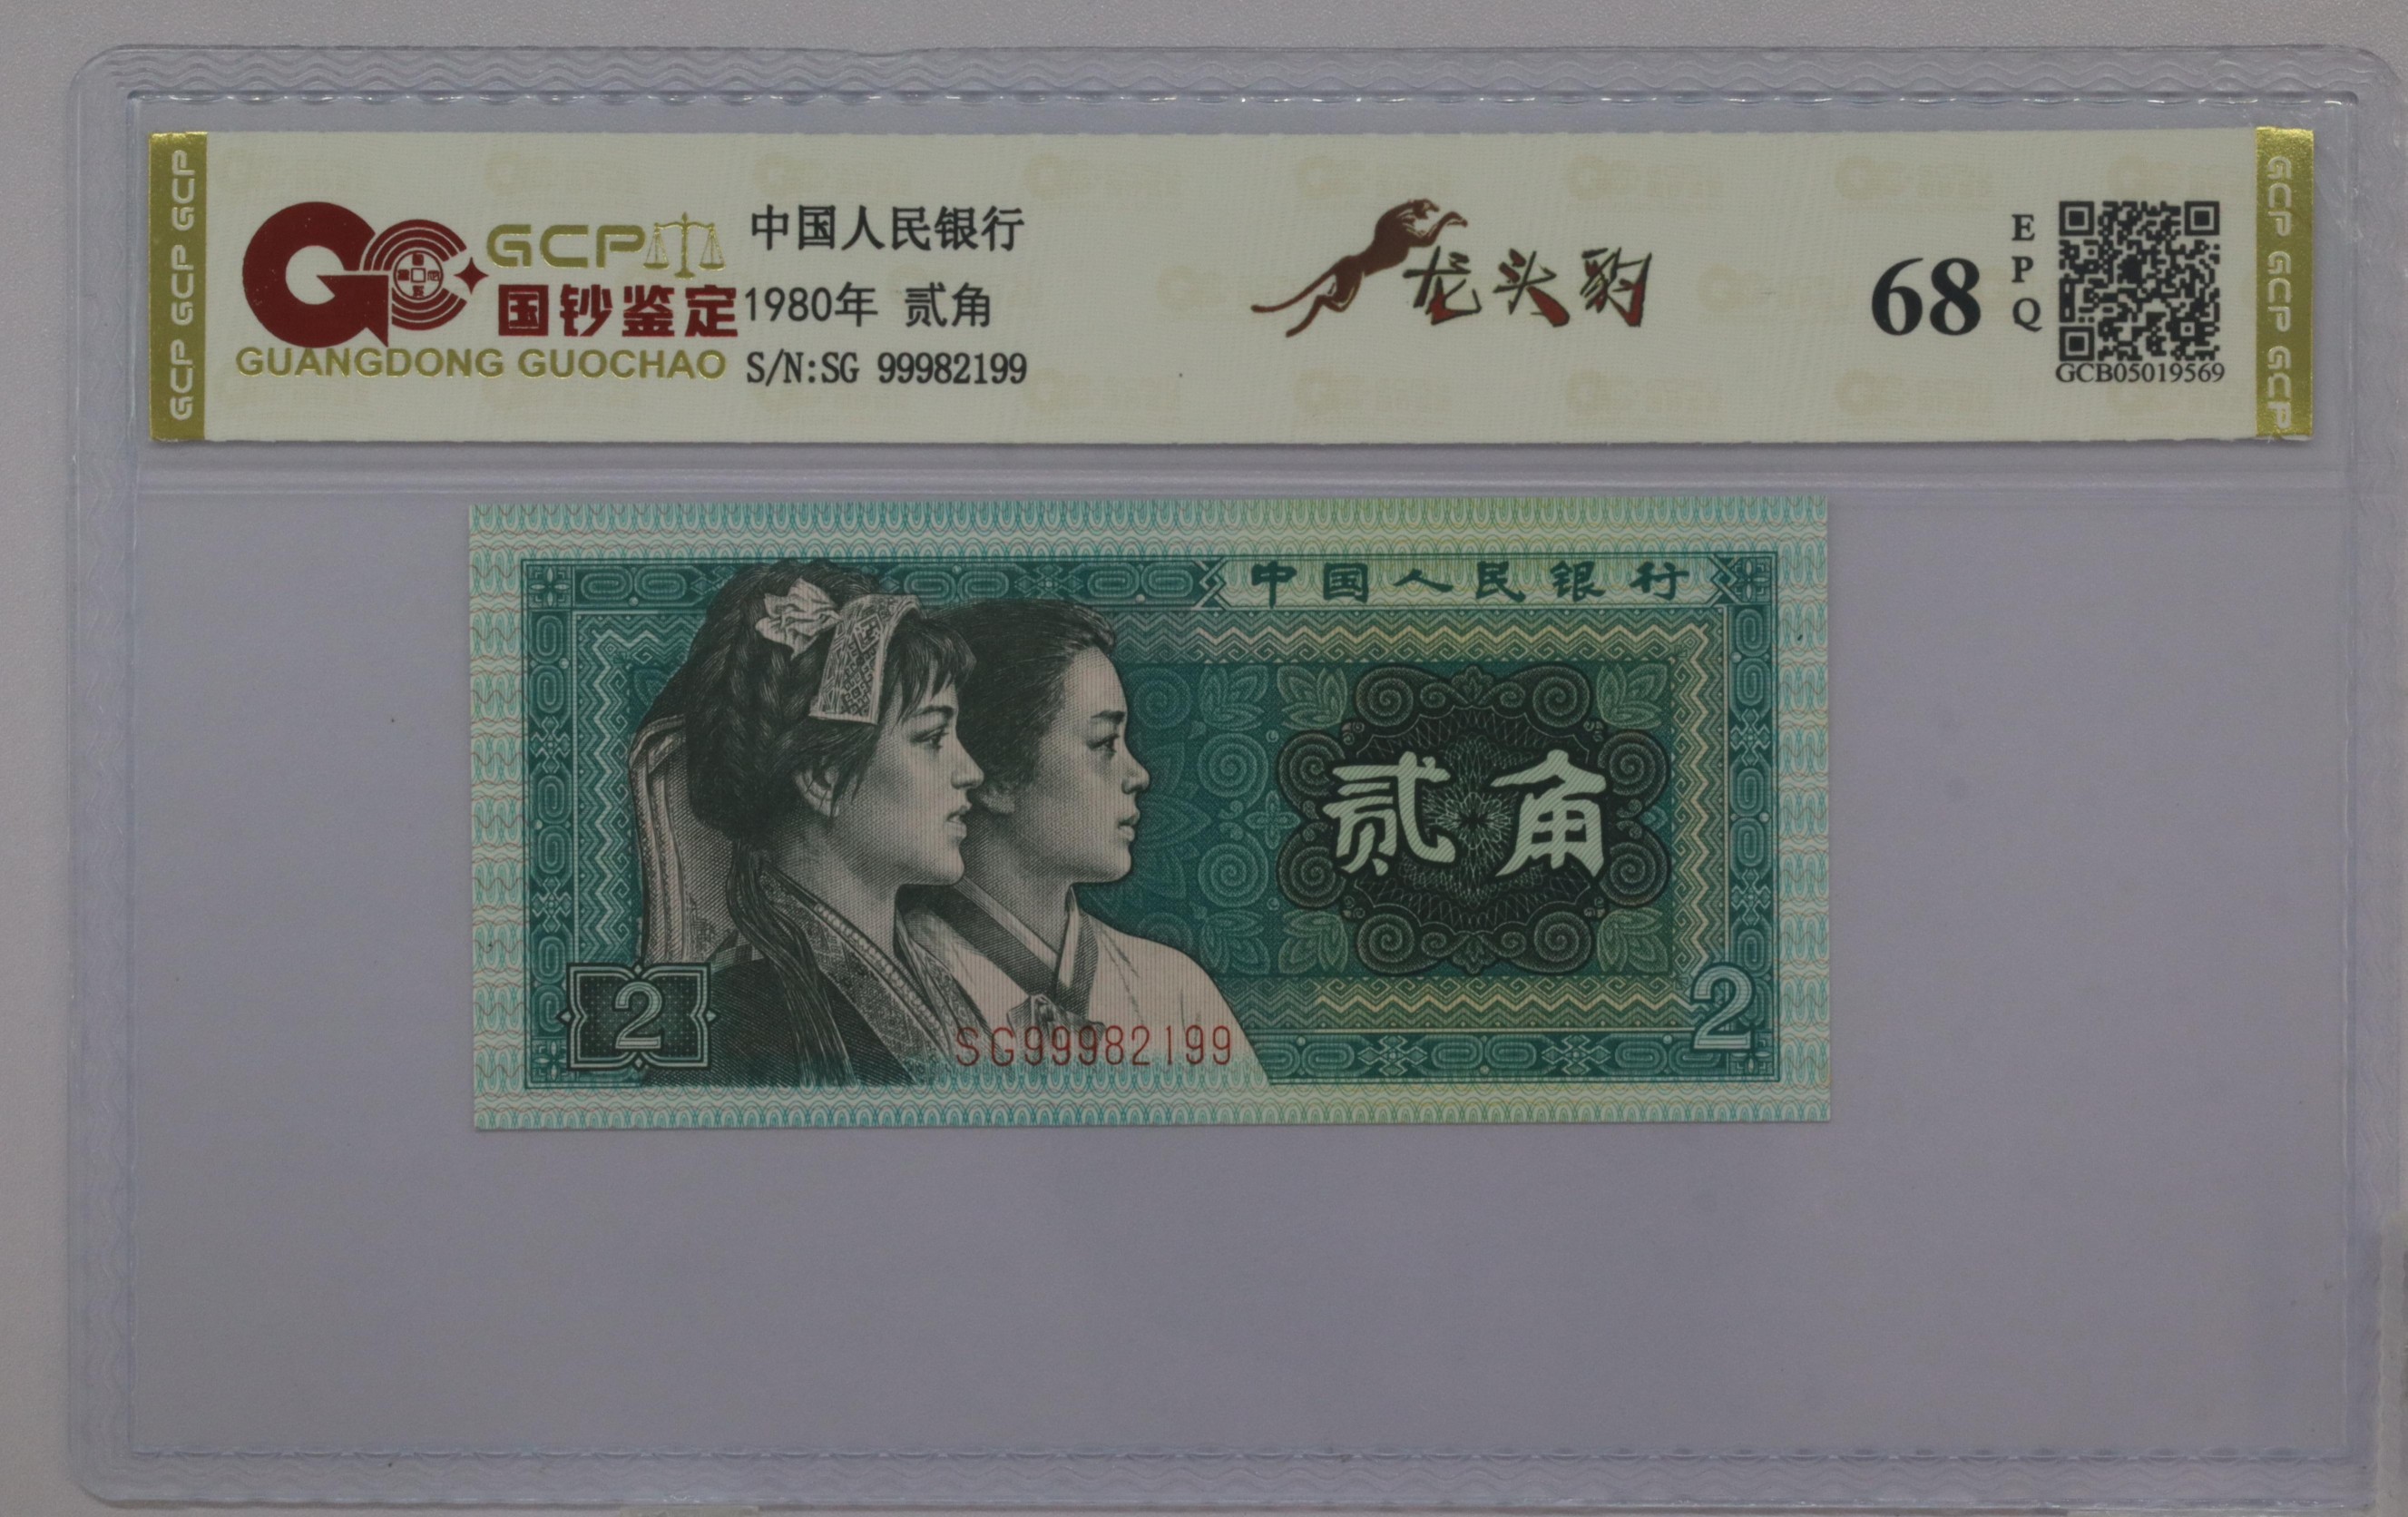 GCP GCP GCP
GCP
国钞鉴定
GUANGDONG GUOCHAO
中国人民银行
1980年 贰角
S/N:SG 99982199
龙头豹
68
EPQ
GCB05019569
GCP GCP GCP
中国人民银行
贰角
2
SG99982199
2